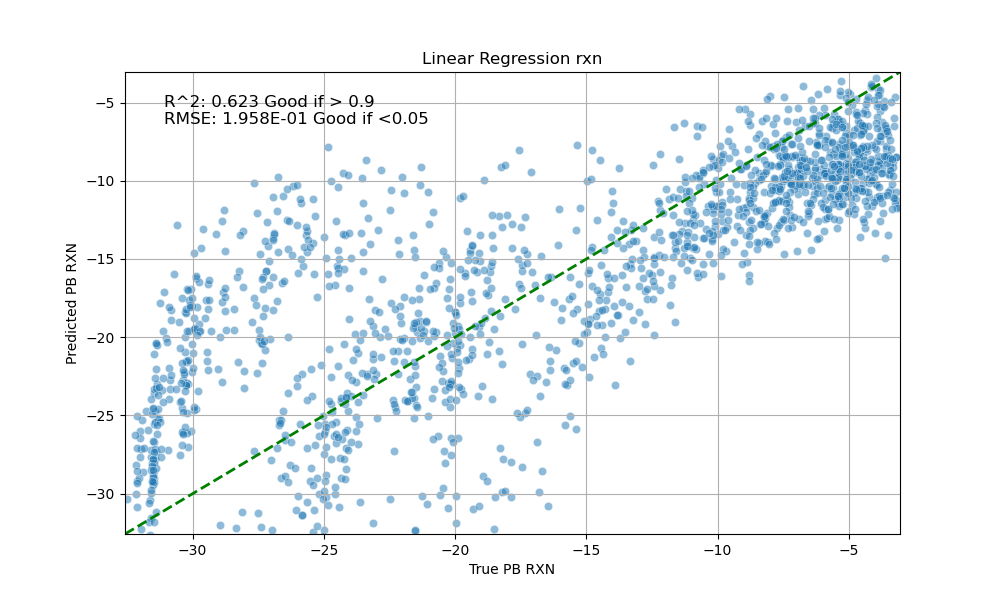 Linear Regression rxn
R^2: 0.623 Good if > 0.9
RMSE: 1.958E-01 Good if <0.05
Predicted PB RXN
−5
−10
−15
−20
−25
−30
−30
−25
−20
−15
−10
−5
True PB RXN